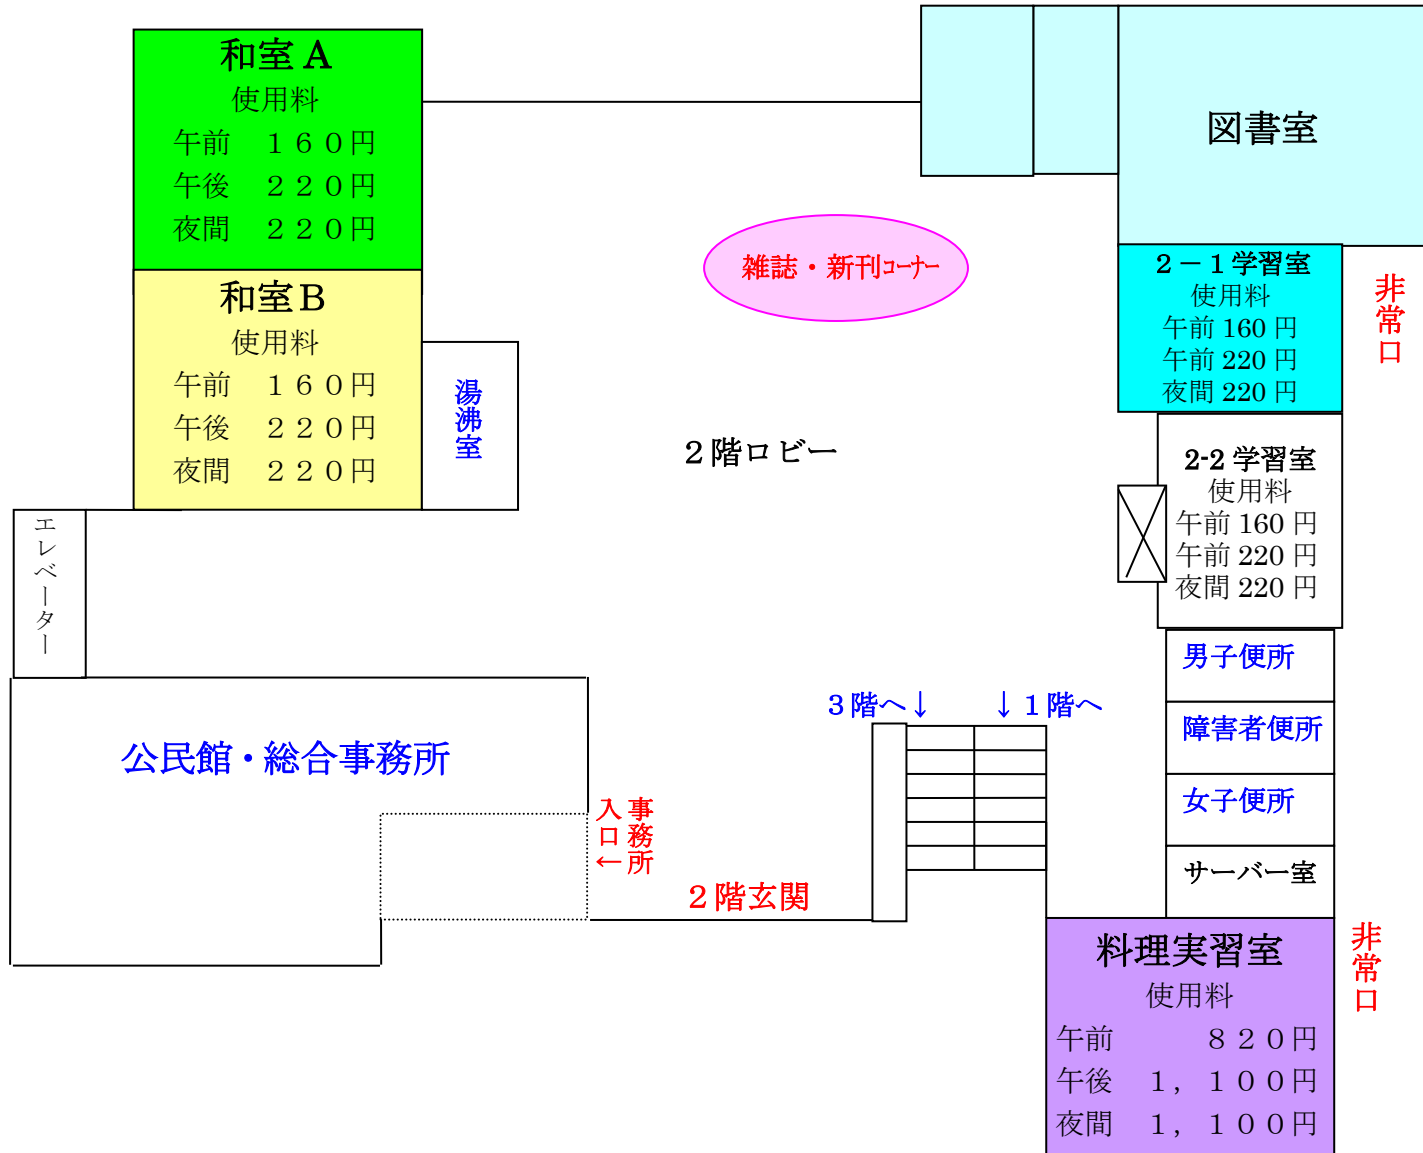 和室A
使用料
午前　１６０円
午後　２２０円
夜間　２２０円
和室B
使用料
午前　１６０円
午後　２２０円
夜間　２２０円
湯沸室
エレベーター
図書室
雑誌・新刊ｺｰﾅｰ
２－１学習室
使用料
午前 160 円
午前 220 円
夜間 220 円
非常口
２階ロビー
2-2 学習室
使用料
午前 160 円
午前 220 円
夜間 220 円
男子便所
障害者便所
女子便所
サーバー室
３階へ↓
↓１階へ
公民館・総合事務所
事務所
入口←
２階玄関
料理実習室
使用料
午前　　８２０円
午後　１，１００円
夜間　１，１００円
非常口